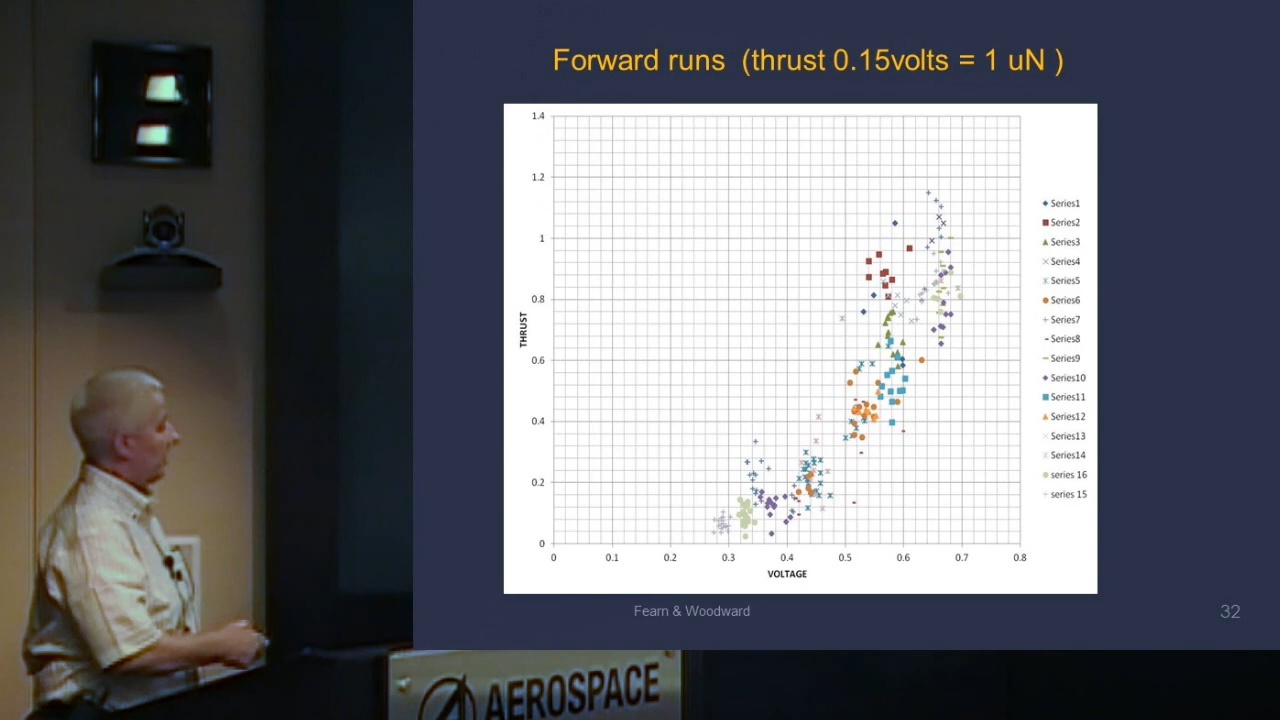 Forward runs (thrust 0.15volts = 1 uN )
1.4
1.2
1
0.8
0.6
0.4
0.2
0
THRUST
0 0.1 0.2 0.3 0.4 0.5 0.6 0.7 0.8
VOLTAGE
Series1
Series2
Series3
Series4
Series5
Series6
Series7
Series8
Series9
Series10
Series11
Series12
Series13
Series14
series 16
series 15
Fearn & Woodward
32
AEROSPACE